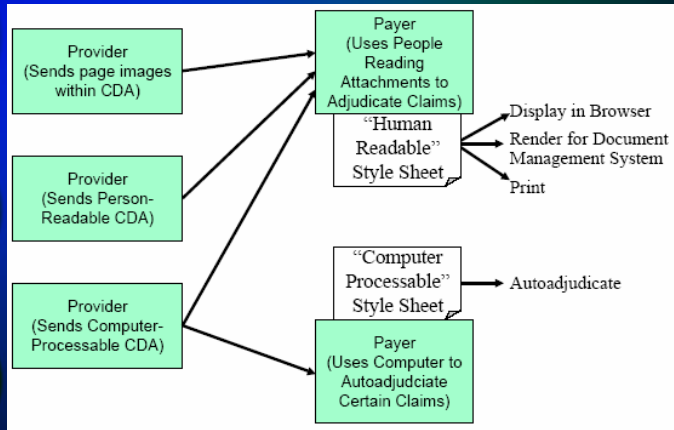 Provider
(Sends page images
within CDA)
Provider
(Sends Person-
Readable CDA)
Provider
(Sends Computer-
Processable CDA)
Payer
(Uses People
Reading
Attachments to
Adjudicate Claims)
“Human
Readable”
Style Sheet
Display in Browser
Render for Document
Management System
Print
“Computer
Processable”
Style Sheet
Autoadjudicate
Payer
(Uses Computer to
Autoadjudciate
Certain Claims)